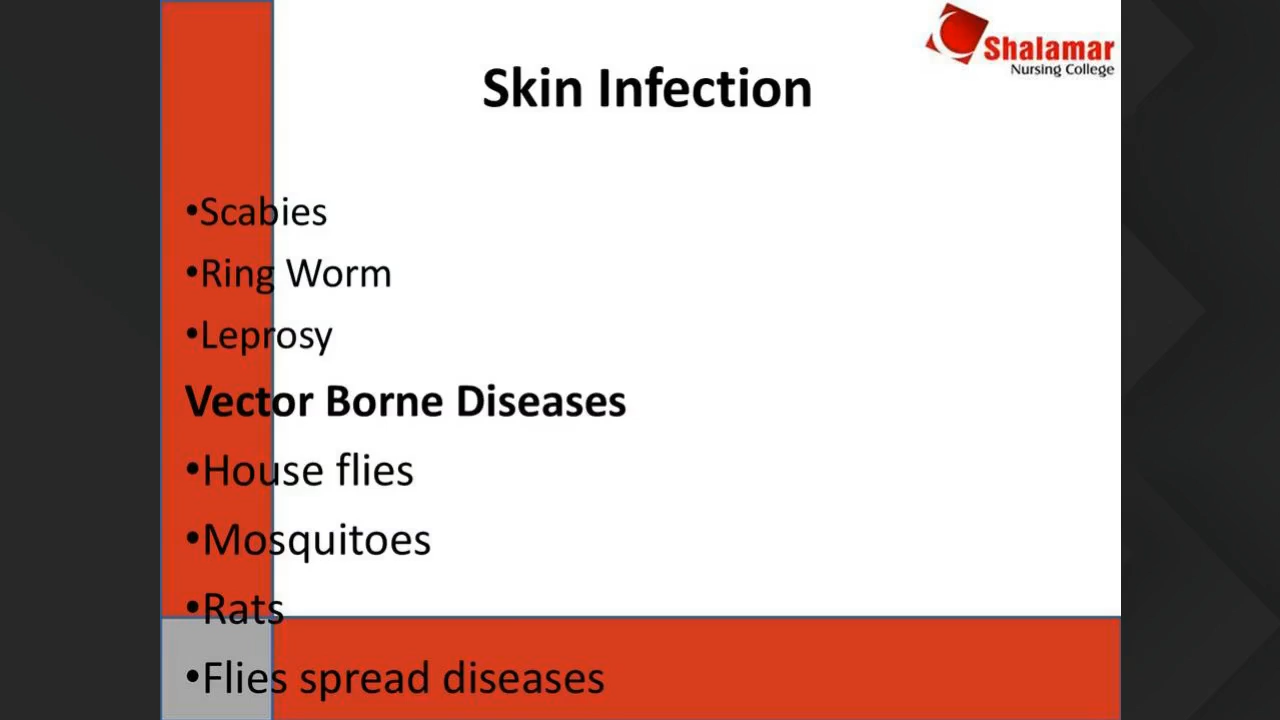 Shalamar
Nursing College
Skin Infection
•Scabies
•Ring Worm
•Leprosy
Vector Borne Diseases
•House flies
•Mosquitoes
•Rats
•Flies spread diseases